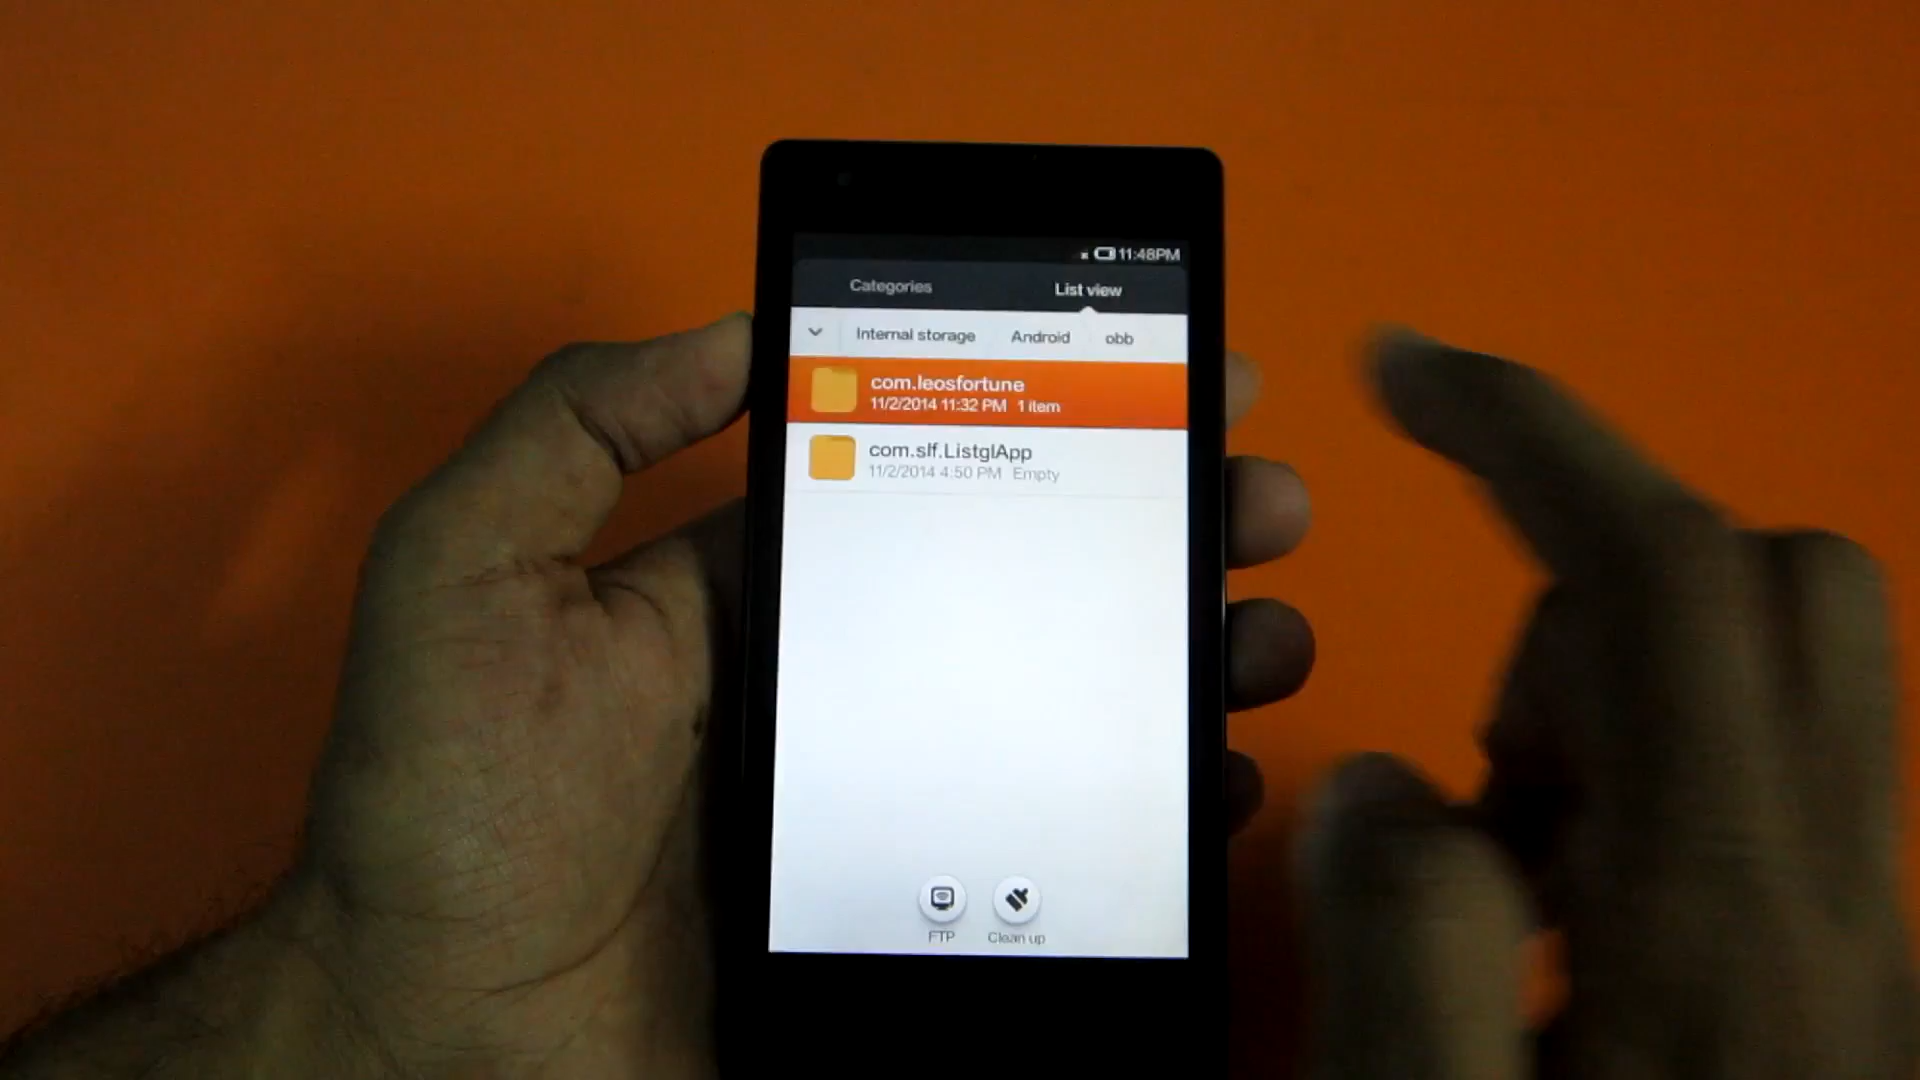 11:48PM
Categories List view
Internal storage Android obb
com.leosfortune
11/2/2014 11:32 PM 1 item
com.slf.ListglApp
11/2/2014 4:50 PM Empty
FTP Clean up